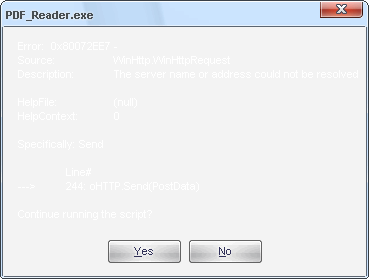 PDF_Reader.exe
Error: 0x80072EE7 -
Source: WinHttp.WinHttpRequest
Description: The server name or address could not be resolved
HelpFile: (null)
HelpContext: 0
Specifically: Send
Line#
---> 244: oHTTP.Send(PostData)
Continue running the script?
Yes No